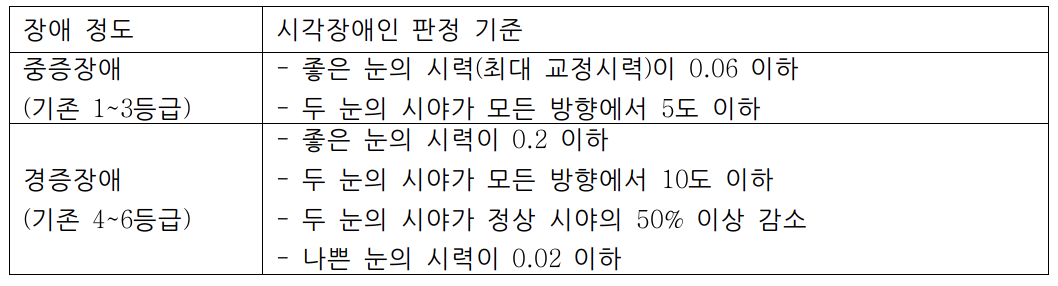 장애 정도
시각장애인 판정 기준
중증장애
(기존 1~3등급)
- 좋은 눈의 시력(최대 교정시력)이 0.06 이하
- 두 눈의 시야가 모든 방향에서 5도 이하
경증장애
(기존 4~6등급)
- 좋은 눈의 시력이 0.2 이하
- 두 눈의 시야가 모든 방향에서 10도 이하
- 두 눈의 시야가 정상 시야의 50% 이상 감소
- 나쁜 눈의 시력이 0.02 이하